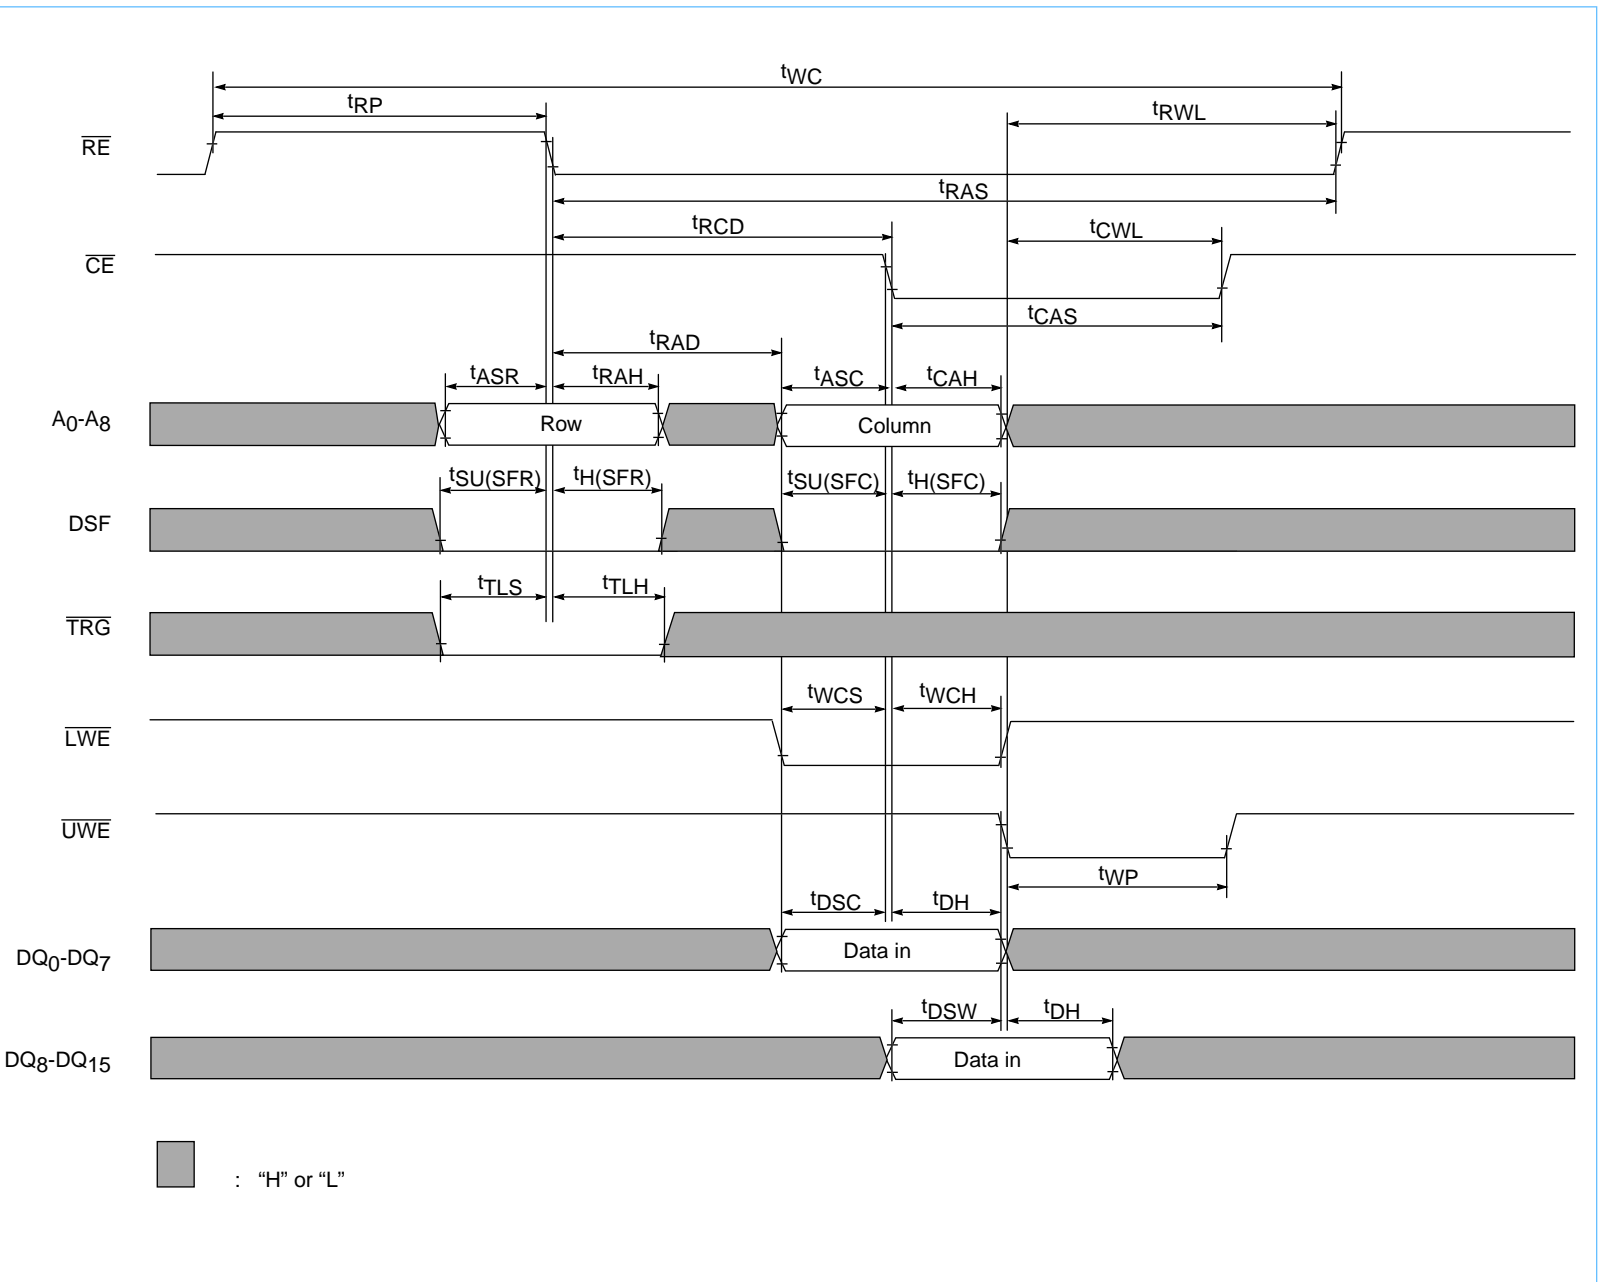 tWC
tRP
tRWL
RE
tRAS
tRCD
tCWL
CE
tCAS
tRAD
tASR
tRAH
tASC
tCAH
A0-A8
Row
Column
tSU(SFR)
tH(SFR)
tSU(SFC)
tH(SFC)
DSF
tTLS
tTLH
TRG
tWCS
tWCH
LWE
UWE
tWP
tDSC
tDH
DQ0-DQ7
Data in
tDSW
tDH
DQ8-DQ15
Data in
: “H” or “L”